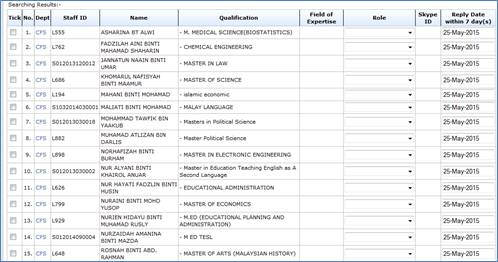 Searching Results:-
Tick No. Dept Staff ID Name Qualification Field of Expertise Role Skype ID Reply Date within 7 day(s)
1. CFS L555 ASHARINA BT ALWI - M. MEDICAL SCIENCE(BIOSTATISTICS) 25-May-2015
2. CFS L762 FADZILAH AINI BINTI MAHAMAD SHAHARIN - CHEMICAL ENGINEERING 25-May-2015
3. CFS S012013120012 JANNATUN NAAIN BINTI UMAR - MASTER IN LAW 25-May-2015
4. CFS L686 KHOMARUL NAFISYAH BINTI MAAMUR - MASTER OF SCIENCE 25-May-2015
5. CFS L194 MAHANI BINTI MOHAMAD - islamic economic 25-May-2015
6. CFS S1032014030001 MALIATI BINTI MOHAMAD - MALAY LANGUAGE 25-May-2015
7. CFS S012013030018 MOHAMMAD TAWFIK BIN YAAKUB - Masters in Political Science 25-May-2015
8. CFS L882 MUHAMAD ATLIZAN BIN DARLIS - Master Political Science 25-May-2015
9. CFS L898 NORHAFIZAH BINTI BURHAM - MASTER IN ELECTRONIC ENGINEERING 25-May-2015
10. CFS S012013030002 NUR ALYANI BINTI KHAIROL ANUAR - Master in Education Teaching English as A Second Language 25-May-2015
11. CFS L626 NUR HAYATI FADZLIN BINTI HUSIN - EDUCATIONAL ADMINISTRATION 25-May-2015
12. CFS L799 NURAINI BINTI MOHD YUSOP - MASTER OF ECONOMICS 25-May-2015
13. CFS L929 NURIEN HIDAYU BINTI MUHAMAD RUSLY - M.ED (EDUCATIONAL PLANNING AND ADMINISTRATION) 25-May-2015
14. CFS S012014090004 NURZAIDAH AMANINA BINTI MAZDA - M ED TESL 25-May-2015
15. CFS L648 ROSNAH BINTI ABD. RAHMAN - MASTER OF ARTS (MALAYSIAN HISTORY) 25-May-2015